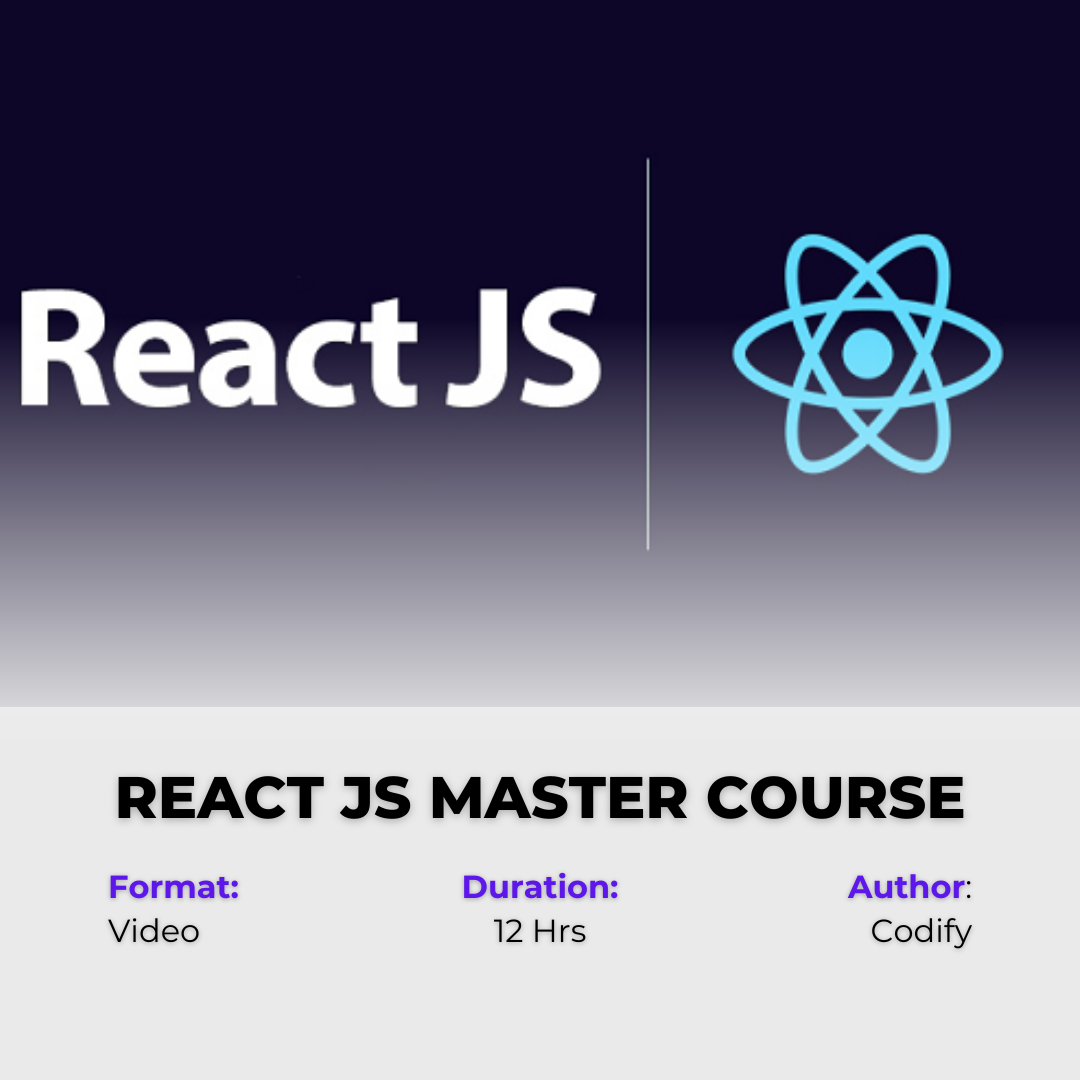 React JS
REACT JS MASTER COURSE
Format:
Video
Duration:
12 Hrs
Author:
Codify